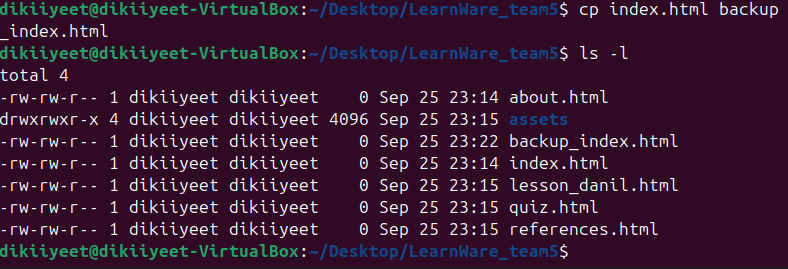 dikiiyeet@dikiiyeet-VirtualBox:~/Desktop/LearnWare_team5$ cp index.html backup
_index.html
dikiiyeet@dikiiyeet-VirtualBox:~/Desktop/LearnWare_team5$ ls -l
total 4
-rw-rw-r-- 1 dikiiyeet dikiiyeet    0 Sep 25 23:14 about.html
drwxrwxr-x 4 dikiiyeet dikiiyeet 4096 Sep 25 23:15 assets
-rw-rw-r-- 1 dikiiyeet dikiiyeet    0 Sep 25 23:22 backup_index.html
-rw-rw-r-- 1 dikiiyeet dikiiyeet    0 Sep 25 23:14 index.html
-rw-rw-r-- 1 dikiiyeet dikiiyeet    0 Sep 25 23:15 lesson_danil.html
-rw-rw-r-- 1 dikiiyeet dikiiyeet    0 Sep 25 23:15 quiz.html
-rw-rw-r-- 1 dikiiyeet dikiiyeet    0 Sep 25 23:15 references.html
dikiiyeet@dikiiyeet-VirtualBox:~/Desktop/LearnWare_team5$